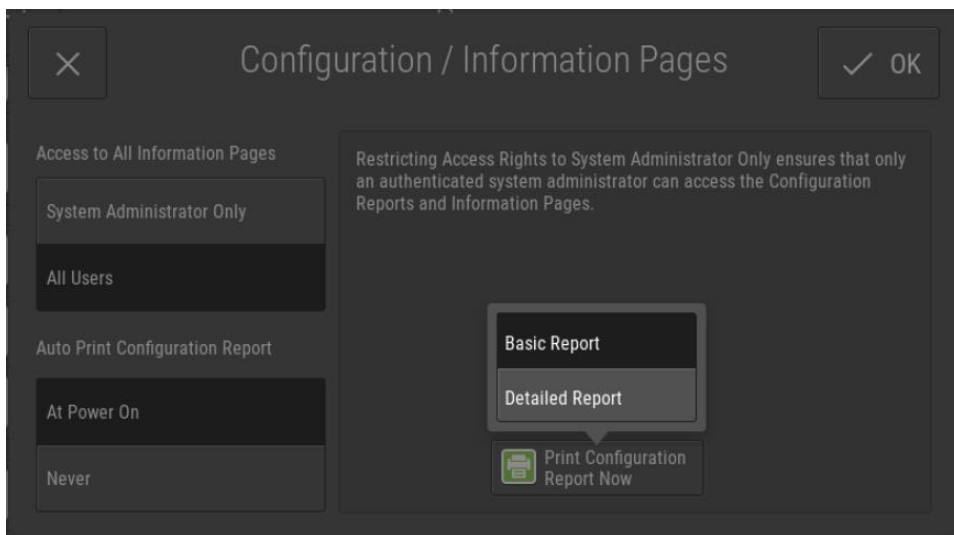 Configuration / Information Pages
OK
Access to All Information Pages
System Administrator Only
All Users
Auto Print Configuration Report
At Power On
Never
Restricting Access Rights to System Administrator Only ensures that only
an authenticated system administrator can access the Configuration
Reports and Information Pages.
Basic Report
Detailed Report
Print Configuration
Report Now